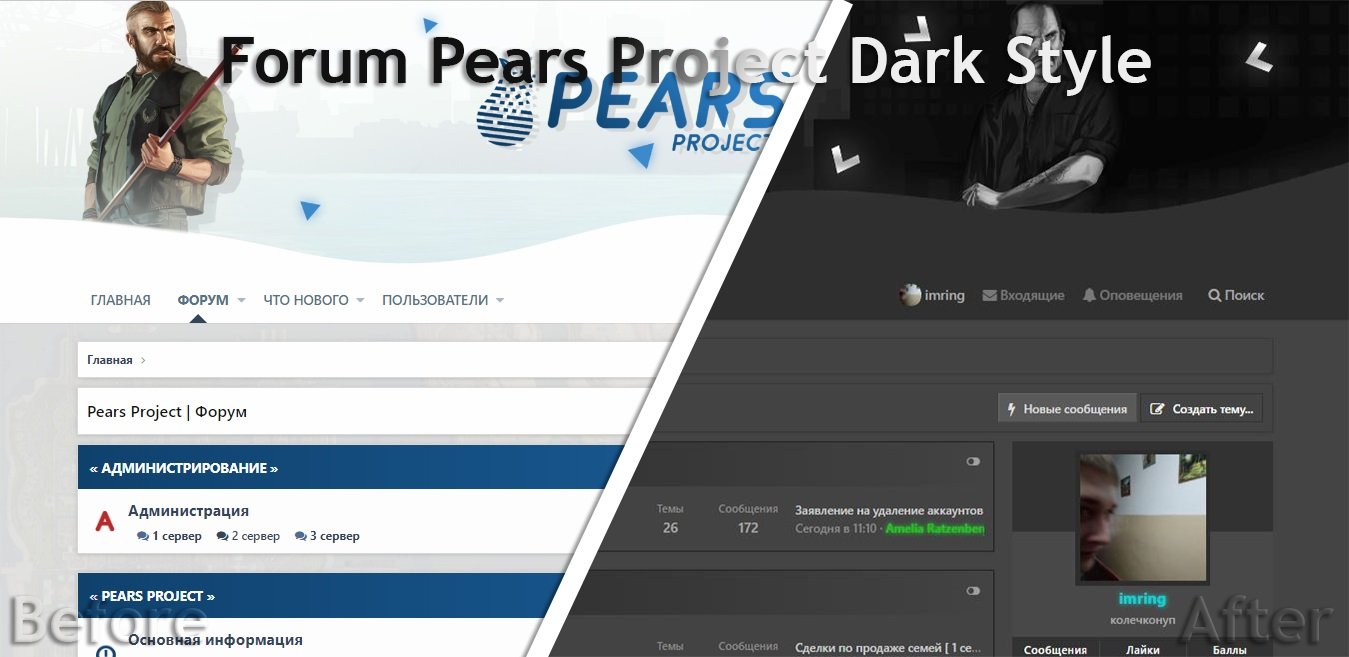 Forum Pears Project Dark Style
PEARS
PROJECT
ГЛАВНАЯ ФОРУМ ЧТО НОВОГО ПОЛЬЗОВАТЕЛИ
imring Входящие Оповещения Поиск
Главная
Pears Project | Форум
Новые сообщения Создать тему...
« АДМИНИСТРИРОВАНИЕ »
Администрация
1 сервер 2 сервер 3 сервер
Темы Сообщения
26 172
Заявление на удаление аккаунтов
Сегодня в 11:10 · Amelia Ratzenber
« PEARS PROJECT »
Основная информация
Темы Сообщения
Сделки по продаже семей [ 1 се...
imring
колечконуп
Сообщения Лайки Баллы
Before
After